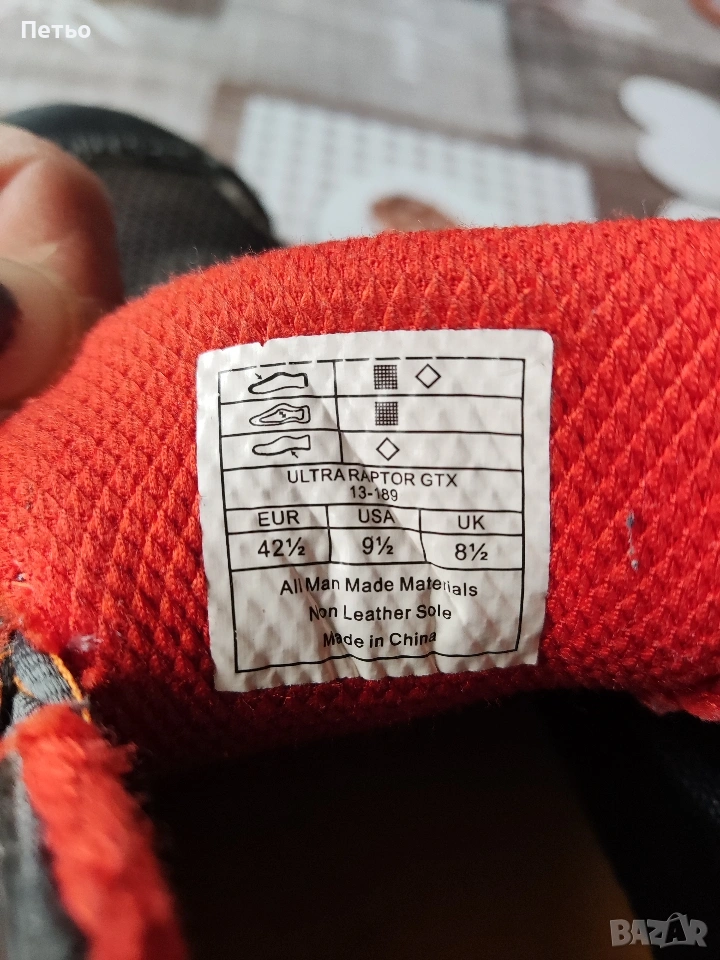 Петьо
ULTRA RAPTOR GTX
13-189
EUR USA UK
42½ 9½ 8½
All Man Made Materials
Non Leather Sole
Made in China
BAZAR